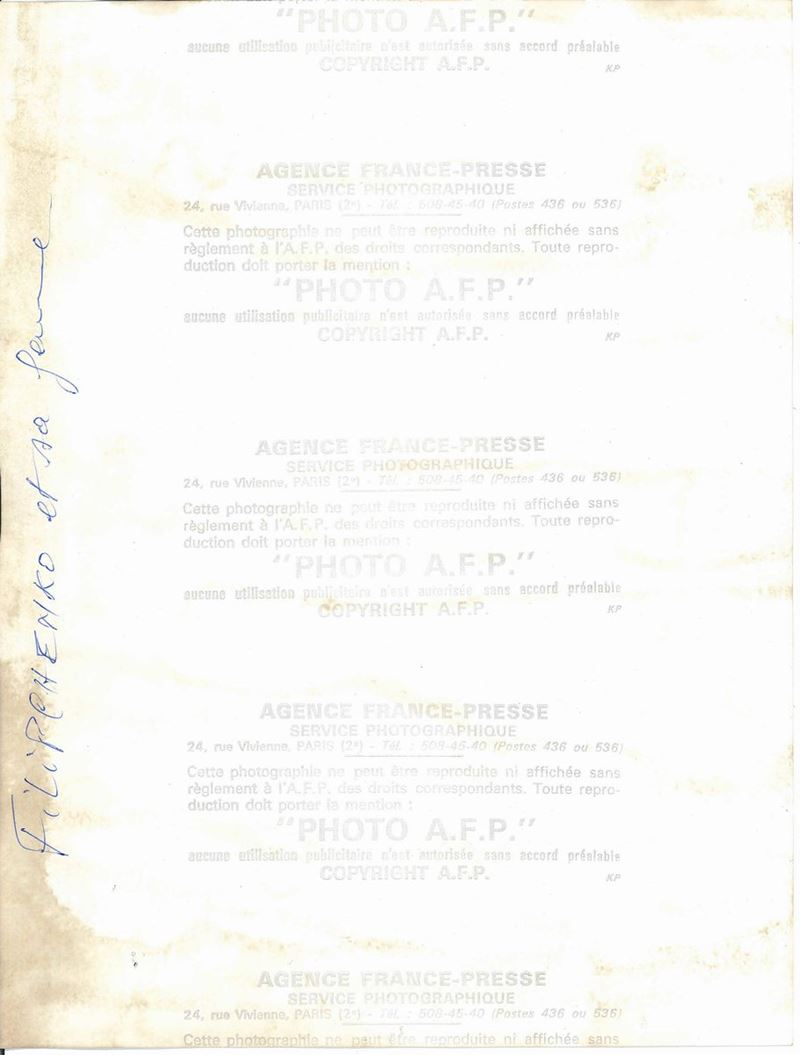 "PHOTO A.F.P."
aucune utilisation publicitaire n'est autorisée sans accord préalable
COPYRIGHT A.F.P. KP
AGENCE FRANCE-PRESSE
SERVICE PHOTOGRAPHIQUE
24, rue Vivienne, PARIS (2e) - Tél. : 508-45-40 (Postes 436 ou 536)
Cette photographie ne peut être reproduite ni affichée sans
règlement à l'A.F.P. des droits correspondants. Toute repro-
duction doit porter la mention :
"PHOTO A.F.P."
aucune utilisation publicitaire n'est autorisée sans accord préalable
COPYRIGHT A.F.P. KP
AGENCE FRANCE-PRESSE
SERVICE PHOTOGRAPHIQUE
24, rue Vivienne, PARIS (2e) - Tél. : 508-45-40 (Postes 436 ou 536)
Cette photographie ne peut être reproduite ni affichée sans
règlement à l'A.F.P. des droits correspondants. Toute repro-
duction doit porter la mention :
"PHOTO A.F.P."
aucune utilisation publicitaire n'est autorisée sans accord préalable
COPYRIGHT A.F.P. KP
AGENCE FRANCE-PRESSE
SERVICE PHOTOGRAPHIQUE
24, rue Vivienne, PARIS (2e) - Tél. : 508-45-40 (Postes 436 ou 536)
Cette photographie ne peut être reproduite ni affichée sans
règlement à l'A.F.P. des droits correspondants. Toute repro-
duction doit porter la mention :
"PHOTO A.F.P."
aucune utilisation publicitaire n'est autorisée sans accord préalable
COPYRIGHT A.F.P. KP
AGENCE FRANCE-PRESSE
SERVICE PHOTOGRAPHIQUE
24, rue Vivienne, PARIS (2e) - Tél. : 508-45-40 (Postes 436 ou 536)
Cette photographie ne peut être reproduite ni affichée sans
FILIPCHENKO et sa femme